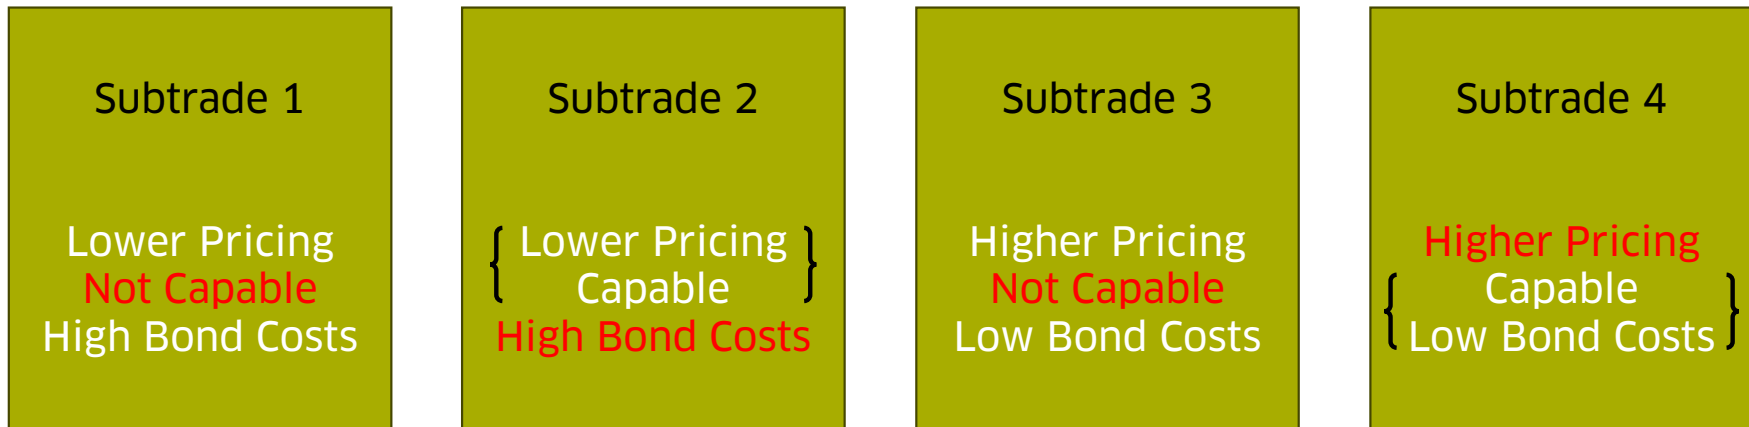 Subtrade 1
Lower Pricing
Not Capable
High Bond Costs
Subtrade 2
{ Lower Pricing }
Capable
High Bond Costs
Subtrade 3
Higher Pricing
Not Capable
Low Bond Costs
Subtrade 4
Higher Pricing
Capable
{ Low Bond Costs }